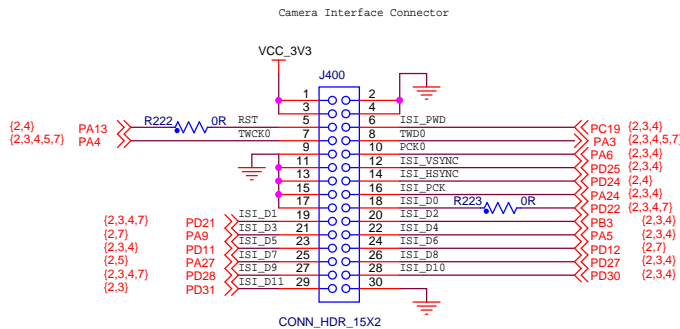 Camera Interface Connector
VCC_3V3
J400
1 2
3 4
{2,4} PA13 R222 0R RST 5 6 ISI_PWD PC19 {2,3,4}
{2,3,4,5,7} PA4 TWCK0 7 8 TWD0 PA3 {2,3,4,5,7}
9 10 PCK0 PA6 {2,3,4}
11 12 ISI_VSYNC PD25 {2,3,4}
13 14 ISI_HSYNC PD24 {2,4}
15 16 ISI_PCK PA24 {2,3,4}
17 18 ISI_D0 R223 0R PD22 {2,3,4,7}
{2,3,4,7} PD21 ISI_D1 19 20 ISI_D2 PB3 {2,3,4}
{2,7} PA9 ISI_D3 21 22 ISI_D4 PA5 {2,3,4}
{2,3,4} PD11 ISI_D5 23 24 ISI_D6 PD12 {2,7}
{2,5} PA27 ISI_D7 25 26 ISI_D8 PD27 {2,3,4}
{2,3,4,7} PD28 ISI_D9 27 28 ISI_D10 PD30 {2,3,4}
{2,3} PD31 ISI_D11 29 30
CONN_HDR_15X2